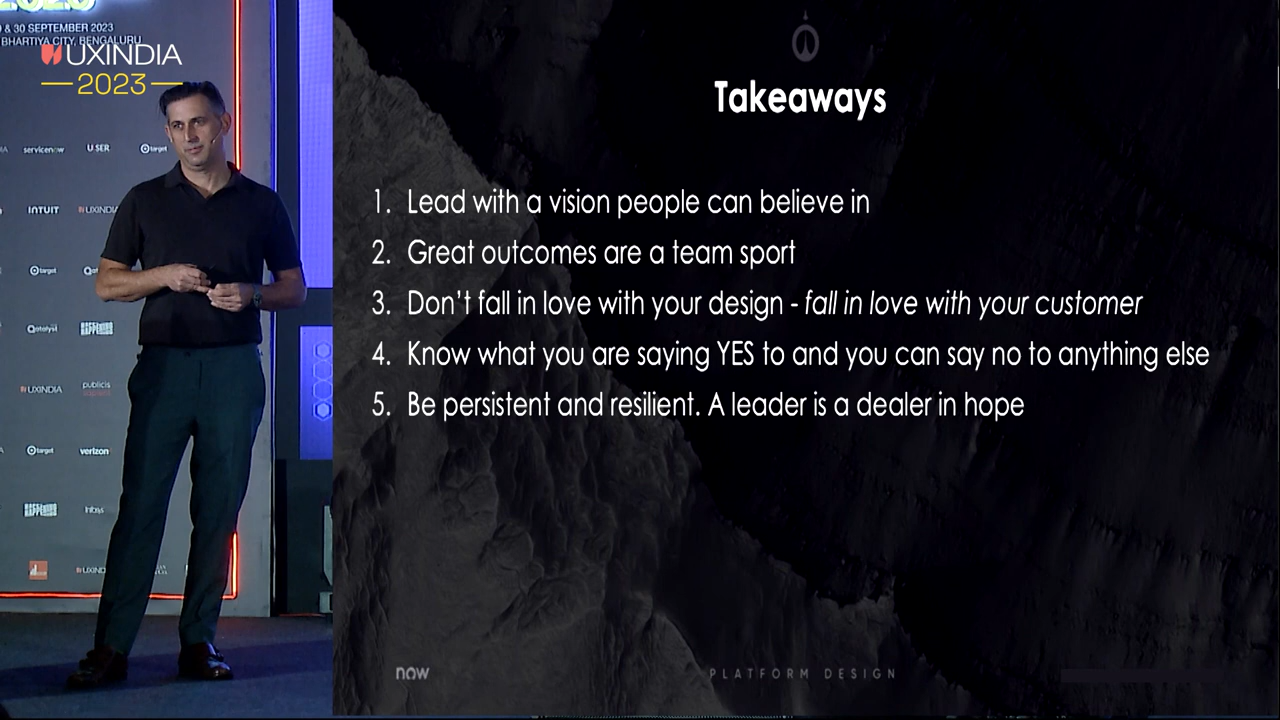 & 30 SEPTEMBER 2023
BHARTIYA CITY, BENGALURU
UXINDIA
2023
servicenow
U SER
target
INTUIT
UXINDIA
target
Qatalyst
UXINDIA
publicis
sapient
target
verizon
Infosys
Takeaways
1. Lead with a vision people can believe in
2. Great outcomes are a team sport
3. Don’t fall in love with your design - fall in love with your customer
4. Know what you are saying YES to and you can say no to anything else
5. Be persistent and resilient. A leader is a dealer in hope
now
PLATFORM DESIGN